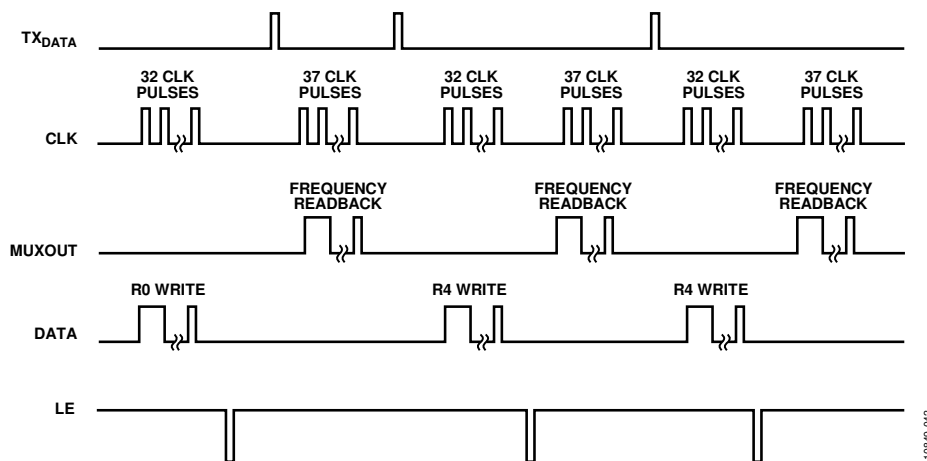 TXDATA
32 CLK
PULSES
37 CLK
PULSES
32 CLK
PULSES
37 CLK
PULSES
32 CLK
PULSES
37 CLK
PULSES
CLK
FREQUENCY
READBACK
FREQUENCY
READBACK
FREQUENCY
READBACK
MUXOUT
R0 WRITE
R4 WRITE
R4 WRITE
DATA
LE